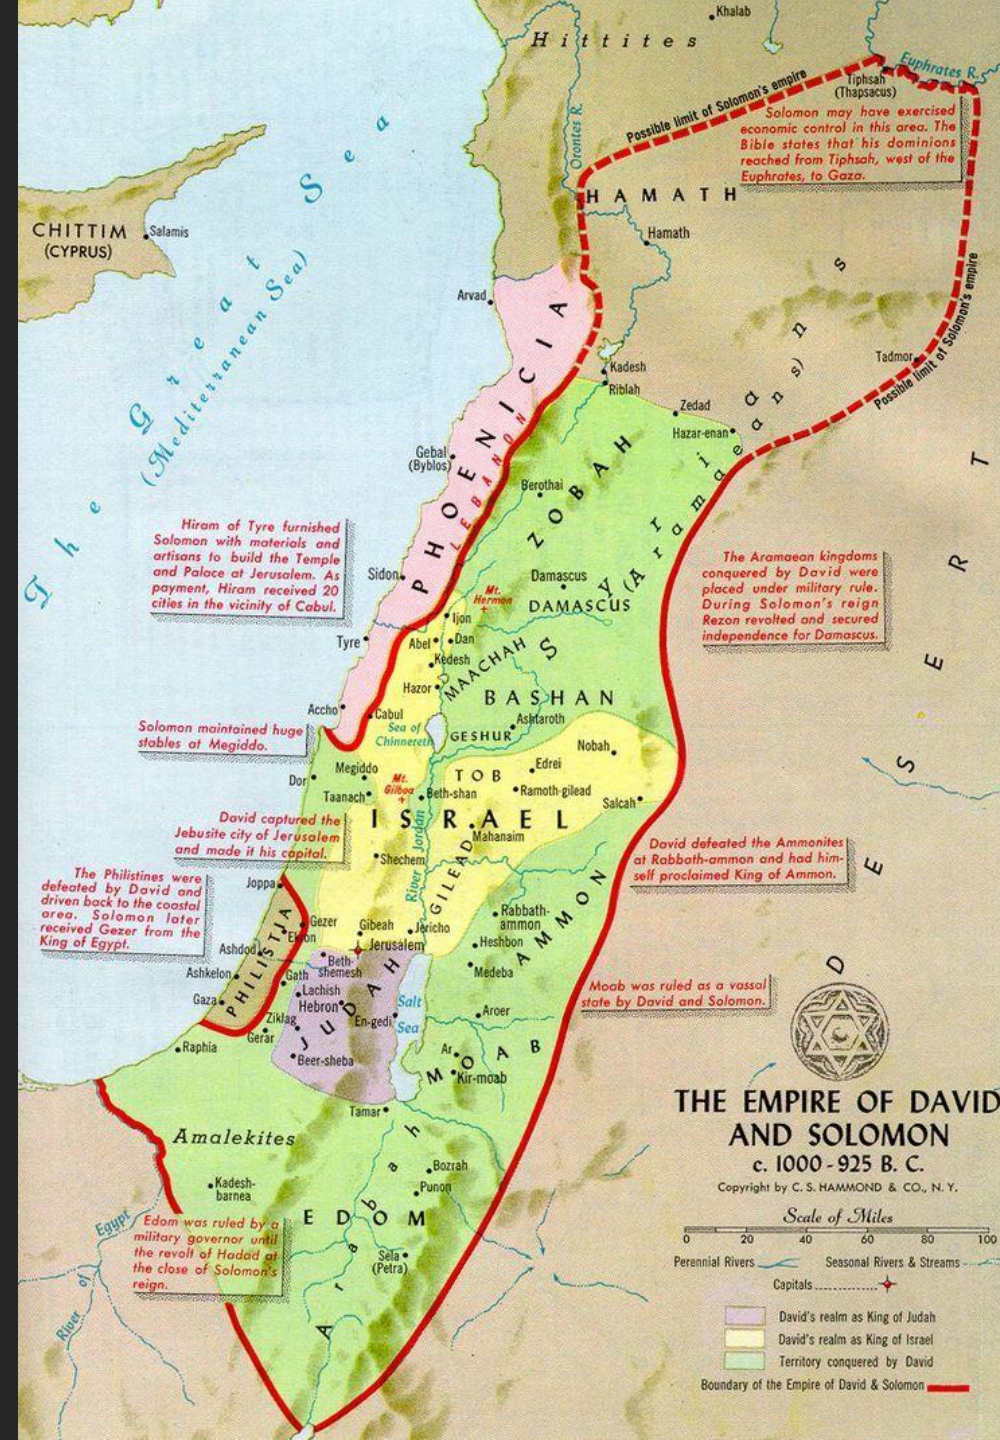 Khalab
Hittites
Euphrates R.
Tiphsah
(Thapsacus)
Possible limit of Solomon's empire
Solomon may have exercised
economic control in this area. The
Bible states that his dominions
reached from Tiphsah, west of the
Euphrates, to Gaza.
Orontes R.
HAMATH
Hamath
CHITTIM
(CYPRUS)
Salamis
The Great Sea
(Mediterranean Sea)
Arvad
PHOENICIA
LEBANON
Kadesh
Riblah
Tadmor
Possible limit of Solomon's empire
Zedad
Hazar-enan
Gebal
(Byblos)
Berothai
ZOBAH
Syrians
(Aramaeans)
DESERT
Hiram of Tyre furnished
Solomon with materials and
artisans to build the Temple
and Palace at Jerusalem. As
payment, Hiram received 20
cities in the vicinity of Cabul.
Sidon
Mt.
Hermon
Damascus
DAMASCUS
The Aramaean kingdoms
conquered by David were
placed under military rule.
During Solomon's reign
Rezon revolted and secured
independence for Damascus.
Ijon
Tyre
Abel
Dan
Kedesh
MAACHAH
Hazor
BASHAN
Accho
Cabul
Sea of
Chinnereth
Ashtaroth
GESHUR
Solomon maintained huge
stables at Megiddo.
Nobah
Dor
Megiddo
Mt.
Gilboa
TOB
Edrei
Taanach
Beth-shan
Ramoth-gilead
Salcah
ISRAEL
David captured the
Jebusite city of Jerusalem
and made it his capital.
Mahanaim
River Jordan
GILEAD
Shechem
David defeated the Ammonites
at Rabbath-ammon and had him-
self proclaimed King of Ammon.
The Philistines were
defeated by David and
driven back to the coastal
area. Solomon later
received Gezer from the
King of Egypt.
Joppa
PHILISTIA
Gezer
Ekron
Gibeah
Jericho
Rabbath-
ammon
AMMON
Ashdod
Jerusalem
Heshbon
Beth-
shemesh
Ashkelon
Gath
Medeba
JUDAH
Lachish
Hebron
Gaza
Salt
Sea
Moab was ruled as a vassal
state by David and Solomon.
Ziklag
En-gedi
Aroer
Gerar
Raphia
Beer-sheba
Ar
MOAB
Kir-moab
Tamar
Amalekites
Arabah
Kadesh-
barnea
Bozrah
Punon
EDOM
River of Egypt
Edom was ruled by a
military governor until
the revolt of Hadad at
the close of Solomon's
reign.
Sela
(Petra)
THE EMPIRE OF DAVID
AND SOLOMON
c. 1000-925 B. C.
Copyright by C. S. HAMMOND & CO., N. Y.
Scale of Miles
0 20 40 60 80 100
Perennial Rivers
Seasonal Rivers & Streams
Capitals
David's realm as King of Judah
David's realm as King of Israel
Territory conquered by David
Boundary of the Empire of David & Solomon